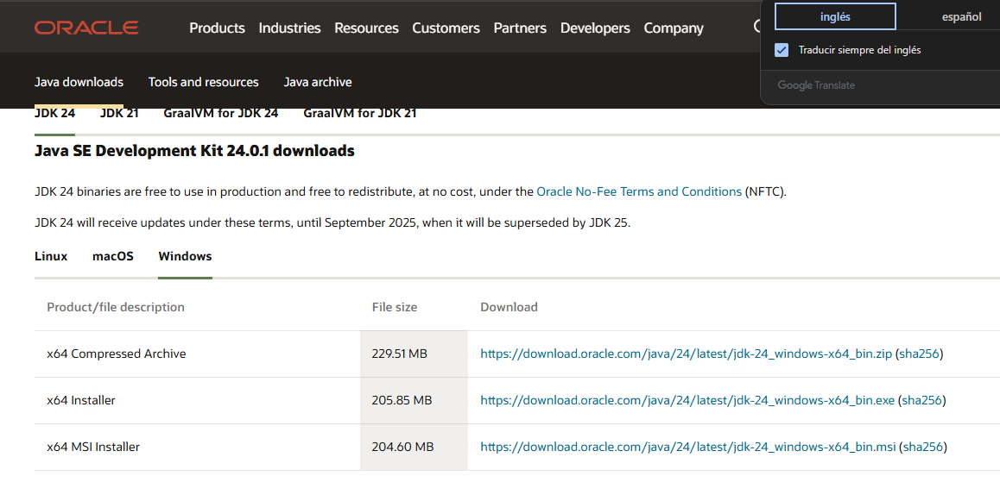 ORACLE
Products Industries Resources Customers Partners Developers Company
inglés español
Traducir siempre del inglés
Google Translate
Java downloads Tools and resources Java archive
JDK 24 JDK 21 GraalVM for JDK 24 GraalVM for JDK 21
Java SE Development Kit 24.0.1 downloads
JDK 24 binaries are free to use in production and free to redistribute, at no cost, under the Oracle No-Fee Terms and Conditions (NFTC).
JDK 24 will receive updates under these terms, until September 2025, when it will be superseded by JDK 25.
Linux macOS Windows
Product/file description File size Download
x64 Compressed Archive 229.51 MB https://download.oracle.com/java/24/latest/jdk-24_windows-x64_bin.zip (sha256)
x64 Installer 205.85 MB https://download.oracle.com/java/24/latest/jdk-24_windows-x64_bin.exe (sha256)
x64 MSI Installer 204.60 MB https://download.oracle.com/java/24/latest/jdk-24_windows-x64_bin.msi (sha256)